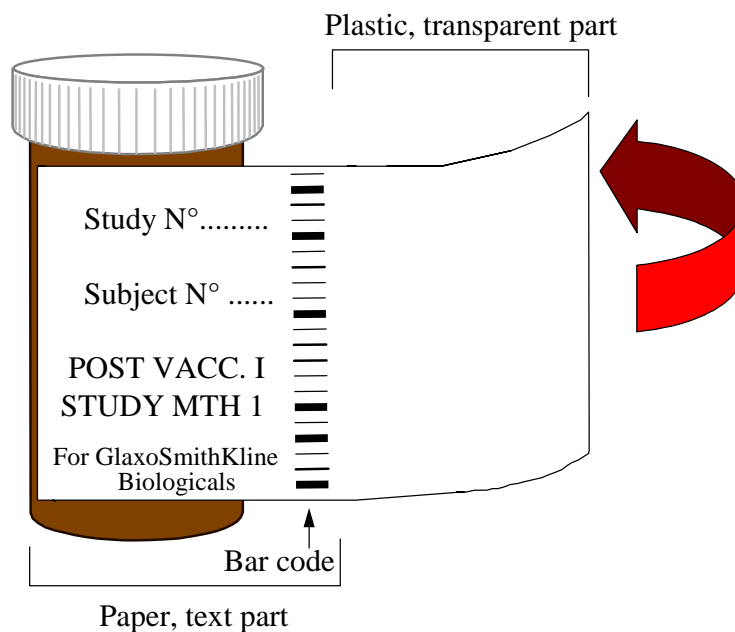 Plastic, transparent part
Study N°.........
Subject N° ......
POST VACC. I
STUDY MTH 1
For GlaxoSmithKline
Biologicals
Bar code
Paper, text part